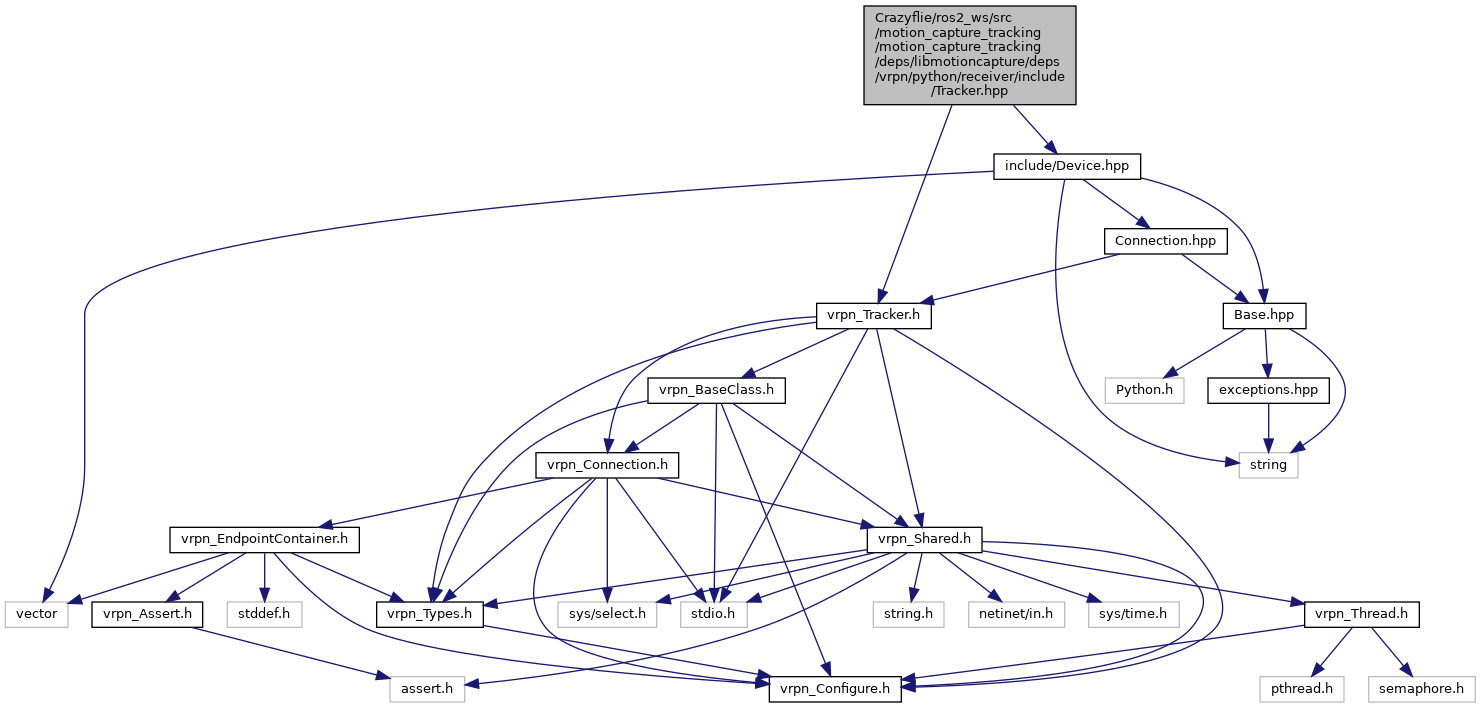 Crazyflie/ros2_ws/src
/motion_capture_tracking
/motion_capture_tracking
/deps/libmotioncapture/deps
/vrpn/python/receiver/include
/Tracker.hpp
include/Device.hpp
Connection.hpp
vrpn_Tracker.h
Base.hpp
vrpn_BaseClass.h
Python.h
exceptions.hpp
vrpn_Connection.h
string
vrpn_EndpointContainer.h
vrpn_Shared.h
vector
vrpn_Assert.h
stddef.h
vrpn_Types.h
sys/select.h
stdio.h
string.h
netinet/in.h
sys/time.h
vrpn_Thread.h
assert.h
vrpn_Configure.h
pthread.h
semaphore.h